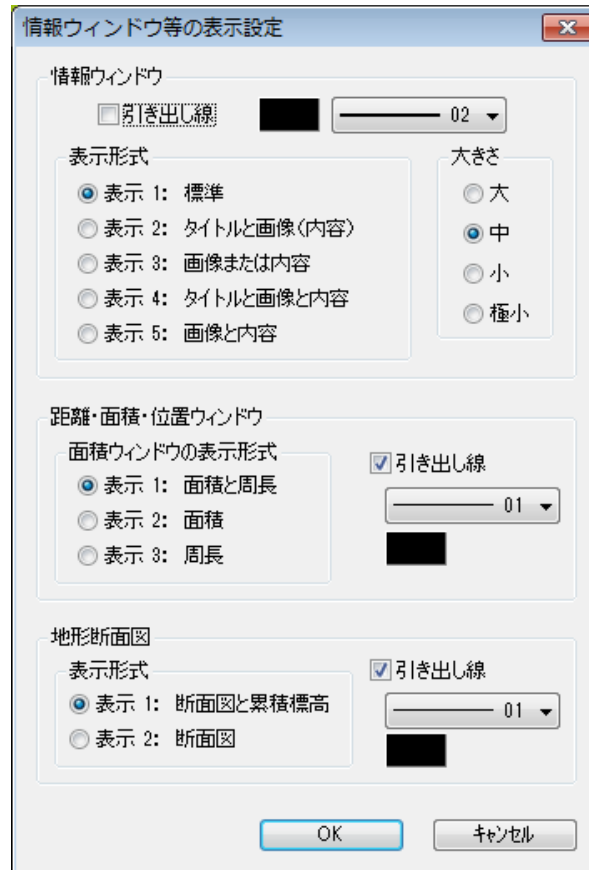 情報ウィンドウ等の表示設定
情報ウィンドウ
引き出し線 02
表示形式
表示 1: 標準
表示 2: タイトルと画像(内容)
表示 3: 画像または内容
表示 4: タイトルと画像と内容
表示 5: 画像と内容
大きさ
大
中
小
極小
距離・面積・位置ウィンドウ
面積ウィンドウの表示形式
表示 1: 面積と周長
表示 2: 面積
表示 3: 周長
引き出し線
01
地形断面図
表示形式
表示 1: 断面図と累積標高
表示 2: 断面図
引き出し線
01
OK キャンセル